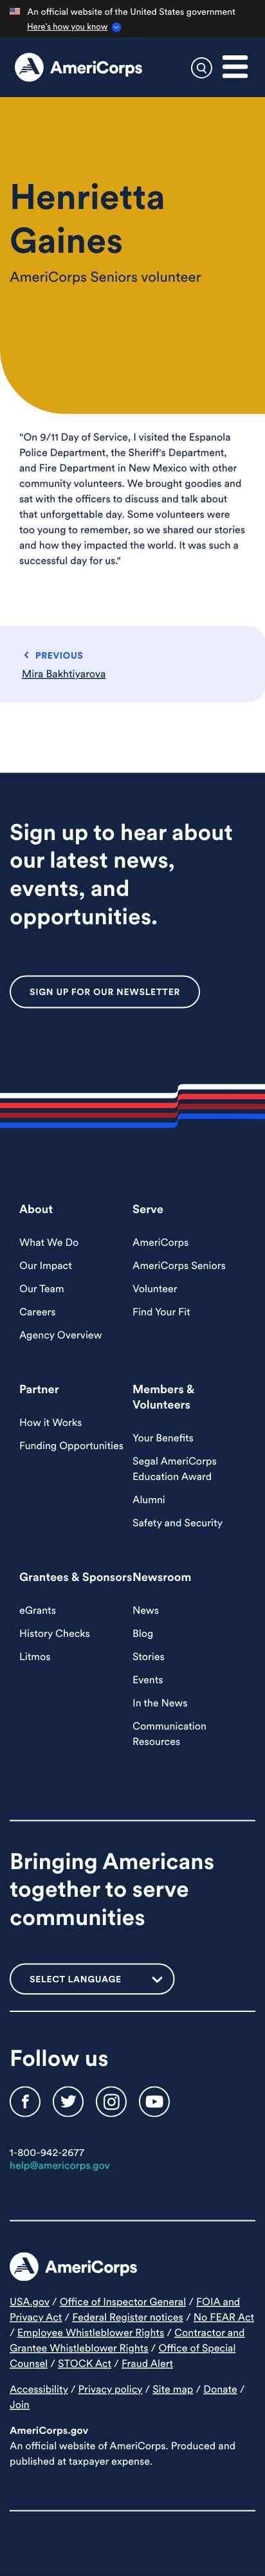 An official website of the United States government
Here's how you know
AmeriCorps
Henrietta
Gaines
AmeriCorps Seniors volunteer
"On 9/11 Day of Service, I visited the Espanola
Police Department, the Sheriff's Department,
and Fire Department in New Mexico with other
community volunteers. We brought goodies and
sat with the officers to discuss and talk about
that unforgettable day. Some volunteers were
too young to remember, so we shared our stories
and how they impacted the world. It was such a
successful day for us."
PREVIOUS
Mira Bakhtiyarova
Sign up to hear about
our latest news,
events, and
opportunities.
SIGN UP FOR OUR NEWSLETTER
About
What We Do
Our Impact
Our Team
Careers
Agency Overview
Serve
AmeriCorps
AmeriCorps Seniors
Volunteer
Find Your Fit
Partner
How it Works
Funding Opportunities
Members &
Volunteers
Your Benefits
Segal AmeriCorps
Education Award
Alumni
Safety and Security
Grantees & Sponsors
eGrants
History Checks
Litmos
Newsroom
News
Blog
Stories
Events
In the News
Communication
Resources
Bringing Americans
together to serve
communities
SELECT LANGUAGE
Follow us
1-800-942-2677
help@americorps.gov
AmeriCorps
USA.gov / Office of Inspector General / FOIA and
Privacy Act / Federal Register notices / No FEAR Act
/ Employee Whistleblower Rights / Contractor and
Grantee Whistleblower Rights / Office of Special
Counsel / STOCK Act / Fraud Alert
Accessibility / Privacy policy / Site map / Donate /
Join
AmeriCorps.gov
An official website of AmeriCorps. Produced and
published at taxpayer expense.